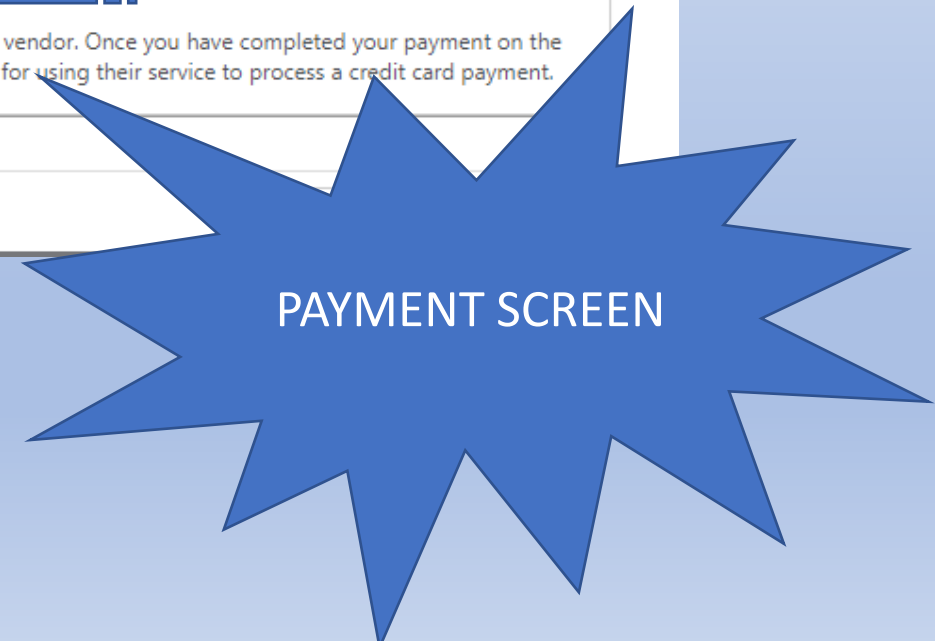 vendor. Once you have completed your payment on the
for using their service to process a credit card payment.
PAYMENT SCREEN